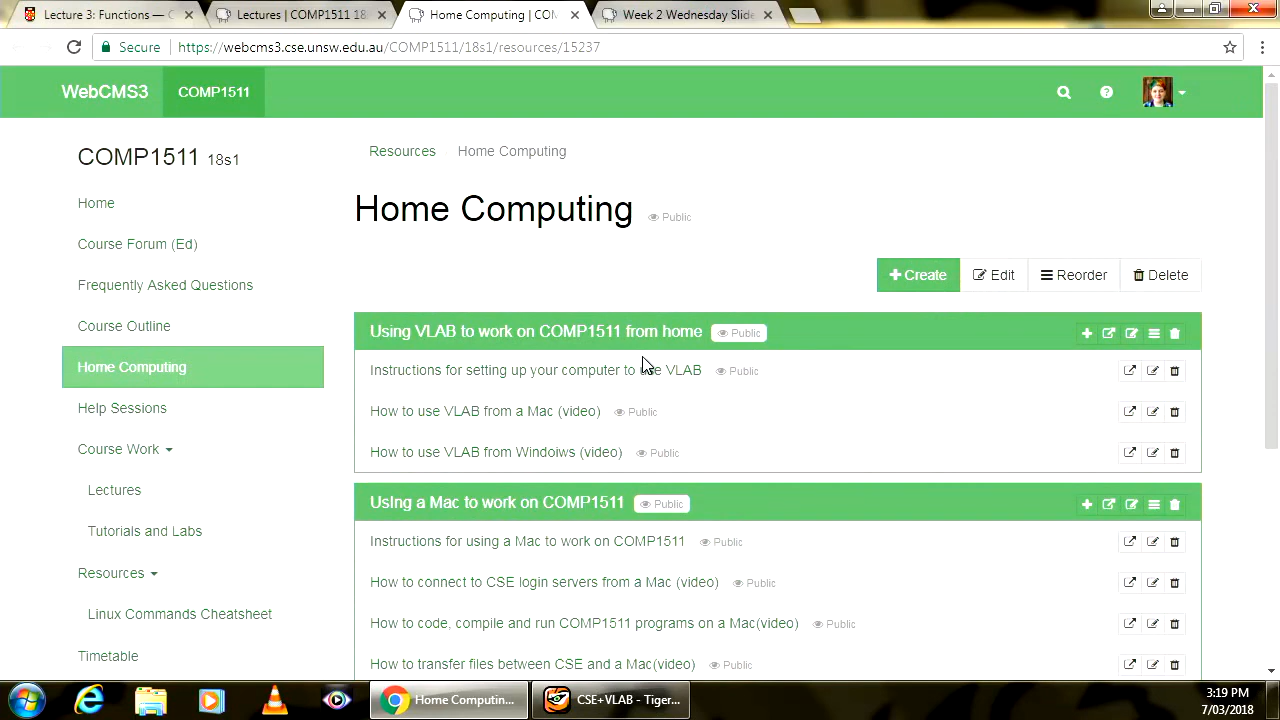 Lecture 3: Functions — C
Lectures | COMP1511 18s
Home Computing | COM
Week 2 Wednesday Slide
Secure
https://webcms3.cse.unsw.edu.au/COMP1511/18s1/resources/15237
WebCMS3
COMP1511
COMP1511 18s1
Home
Course Forum (Ed)
Frequently Asked Questions
Course Outline
Home Computing
Help Sessions
Course Work
Lectures
Tutorials and Labs
Resources
Linux Commands Cheatsheet
Timetable
Resources Home Computing
Home Computing Public
Create Edit Reorder Delete
Using VLAB to work on COMP1511 from home Public
Instructions for setting up your computer to use VLAB Public
How to use VLAB from a Mac (video) Public
How to use VLAB from Windoiws (video) Public
Using a Mac to work on COMP1511 Public
Instructions for using a Mac to work on COMP1511 Public
How to connect to CSE login servers from a Mac (video) Public
How to code, compile and run COMP1511 programs on a Mac(video) Public
How to transfer files between CSE and a Mac(video) Public
Home Computin...
CSE+VLAB - Tiger...
3:19 PM
7/03/2018